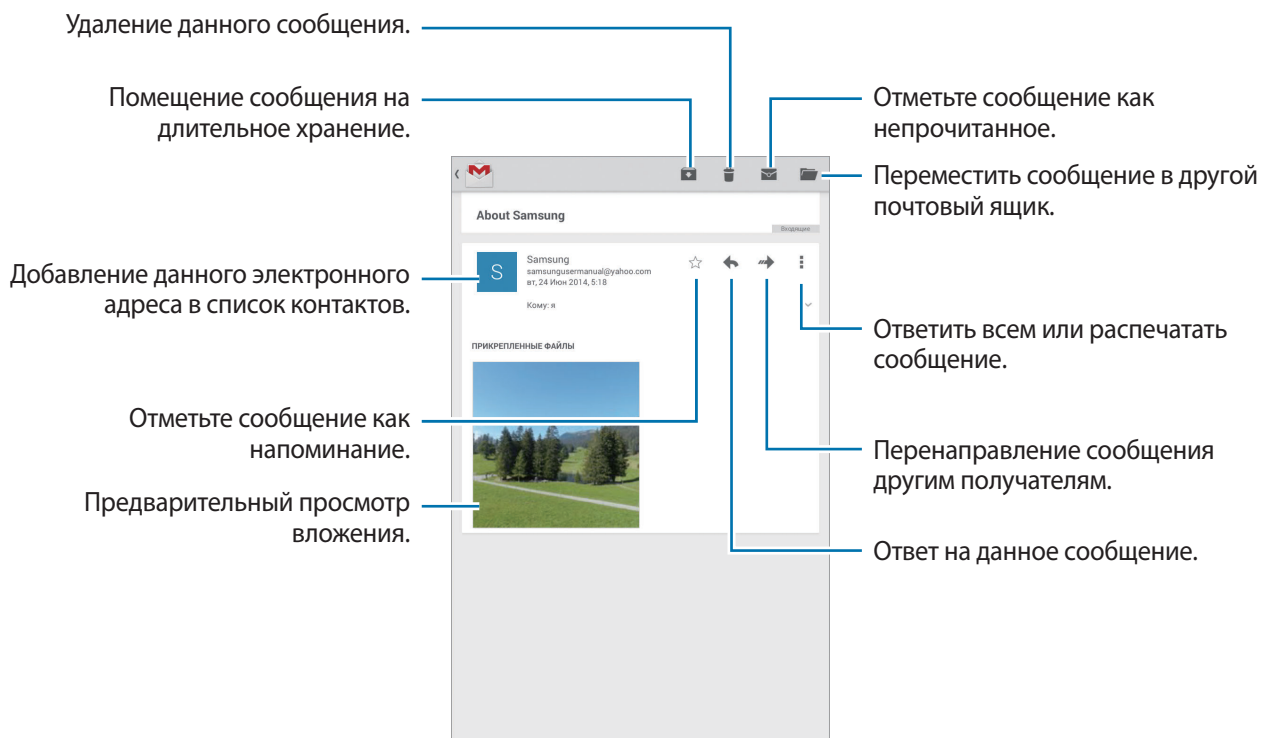 Удаление данного сообщения.
Помещение сообщения на
длительное хранение.
Отметьте сообщение как
непрочитанное.
Переместить сообщение в другой
почтовый ящик.
About Samsung
Входящие
Добавление данного электронного
адреса в список контактов.
S
Samsung
samsungusermanual@yahoo.com
вт, 24 Июн 2014, 5:18
Кому: я
Ответить всем или распечатать
сообщение.
ПРИКРЕПЛЕННЫЕ ФАЙЛЫ
Отметьте сообщение как
напоминание.
Перенаправление сообщения
другим получателям.
Предварительный просмотр
вложения.
Ответ на данное сообщение.